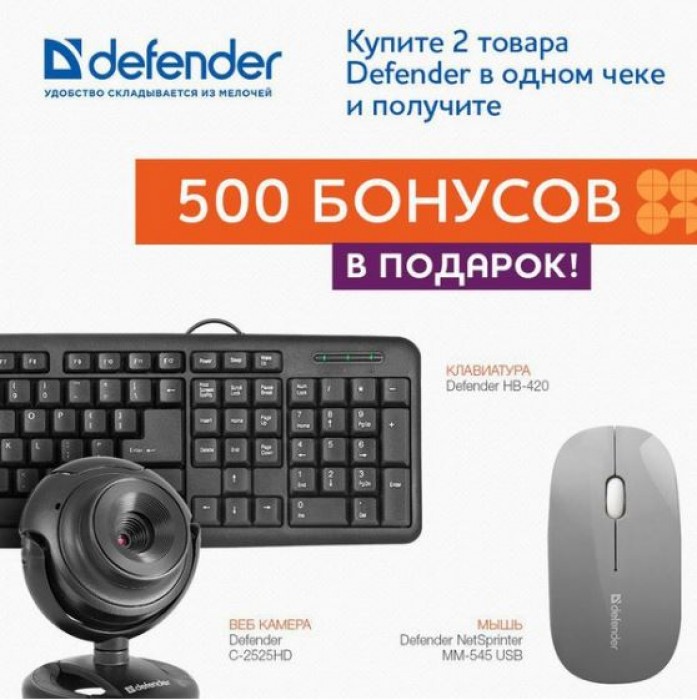 defender
УДОБСТВО СКЛАДЫВАЕТСЯ ИЗ МЕЛОЧЕЙ
Купите 2 товара
Defender в одном чеке
и получите
500 БОНУСОВ
В ПОДАРОК!
КЛАВИАТУРА
Defender HB-420
ВЕБ КАМЕРА
Defender
C-2525HD
МЫШЬ
Defender NetSprinter
MM-545 USB
defender